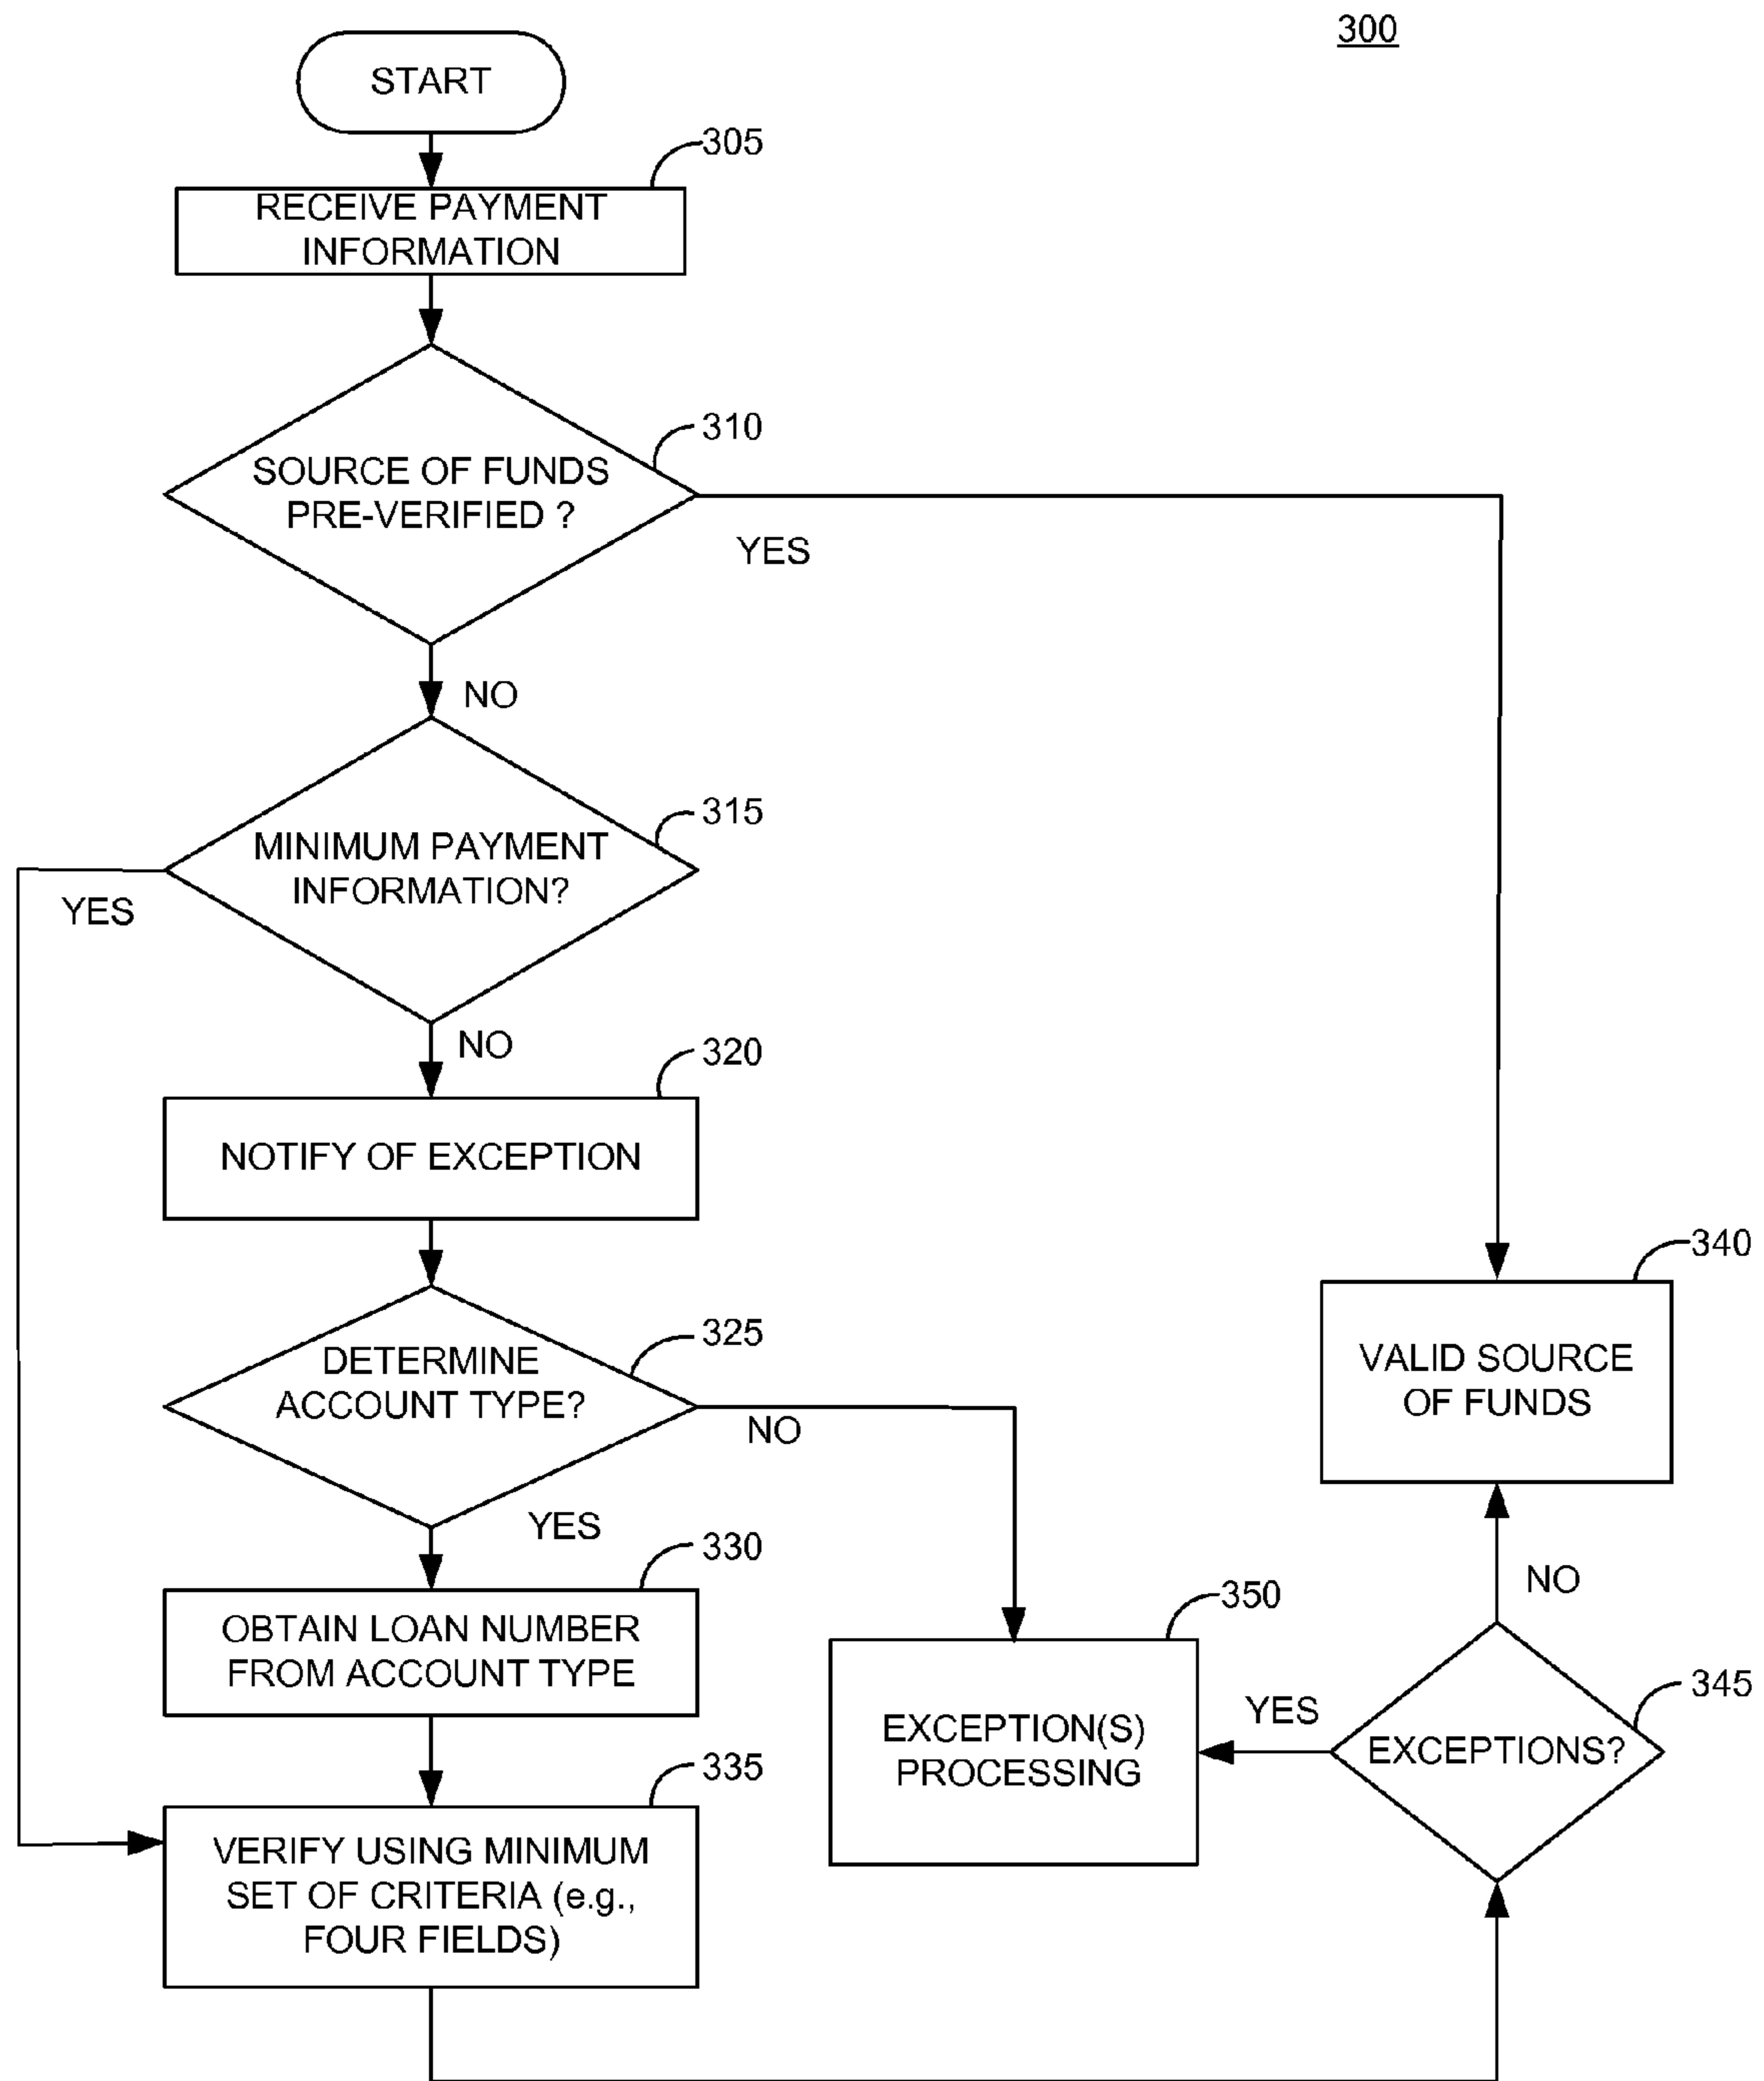 300
START
305
RECEIVE PAYMENT
INFORMATION
310
SOURCE OF FUNDS
PRE-VERIFIED ?
YES
NO
315
MINIMUM PAYMENT
INFORMATION?
YES
NO
320
NOTIFY OF EXCEPTION
325
DETERMINE
ACCOUNT TYPE?
NO
YES
330
OBTAIN LOAN NUMBER
FROM ACCOUNT TYPE
335
VERIFY USING MINIMUM
SET OF CRITERIA (e.g.,
FOUR FIELDS)
340
VALID SOURCE
OF FUNDS
NO
345
EXCEPTIONS?
YES
350
EXCEPTION(S)
PROCESSING